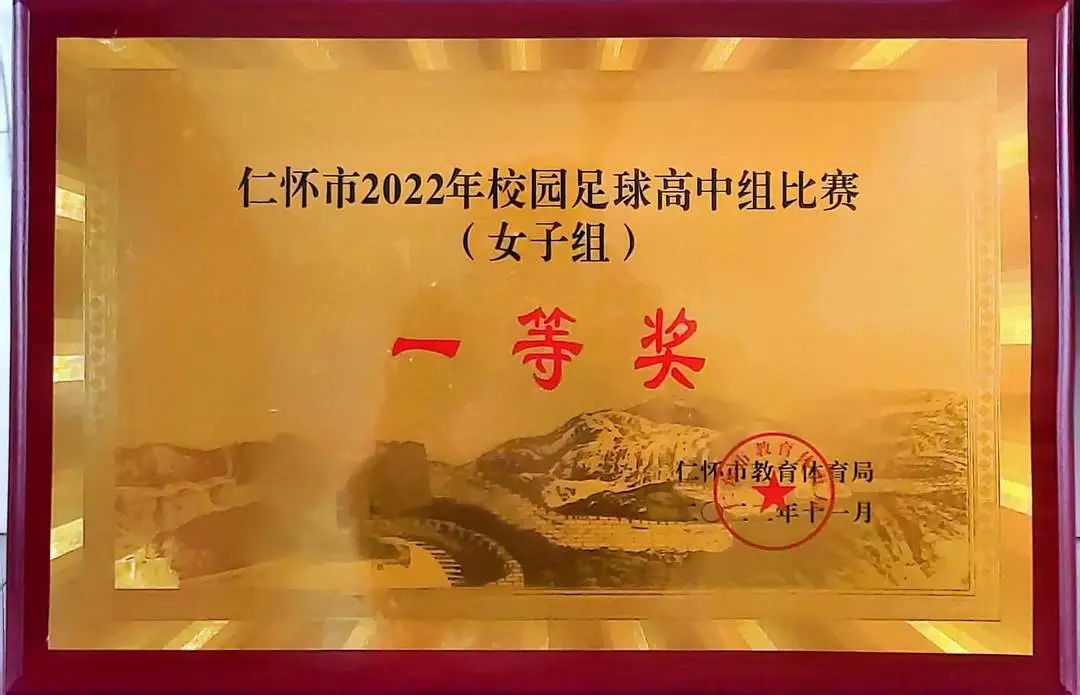 仁怀市2022年校园足球高中组比赛
（女子组）
一等奖
仁怀市教育体育局
二〇二二年十一月